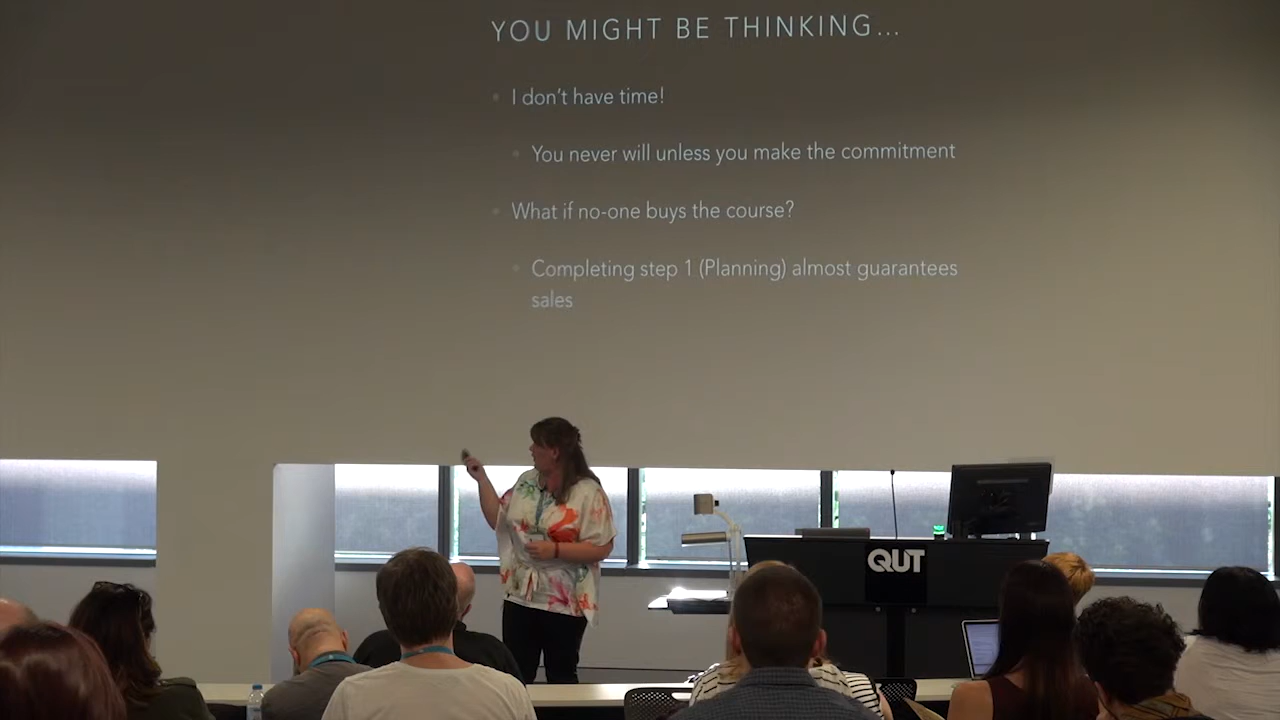 YOU MIGHT BE THINKING...
• I don't have time!
• You never will unless you make the commitment
• What if no-one buys the course?
• Completing step 1 (Planning) almost guarantees
sales
QUT